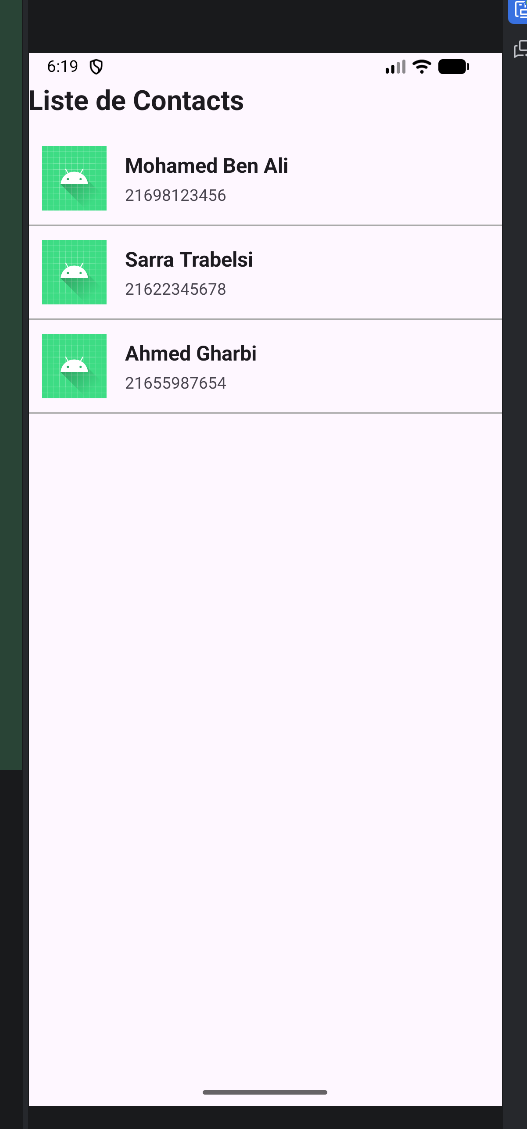 6:19
Liste de Contacts
Mohamed Ben Ali
21698123456
Sarra Trabelsi
21622345678
Ahmed Gharbi
21655987654